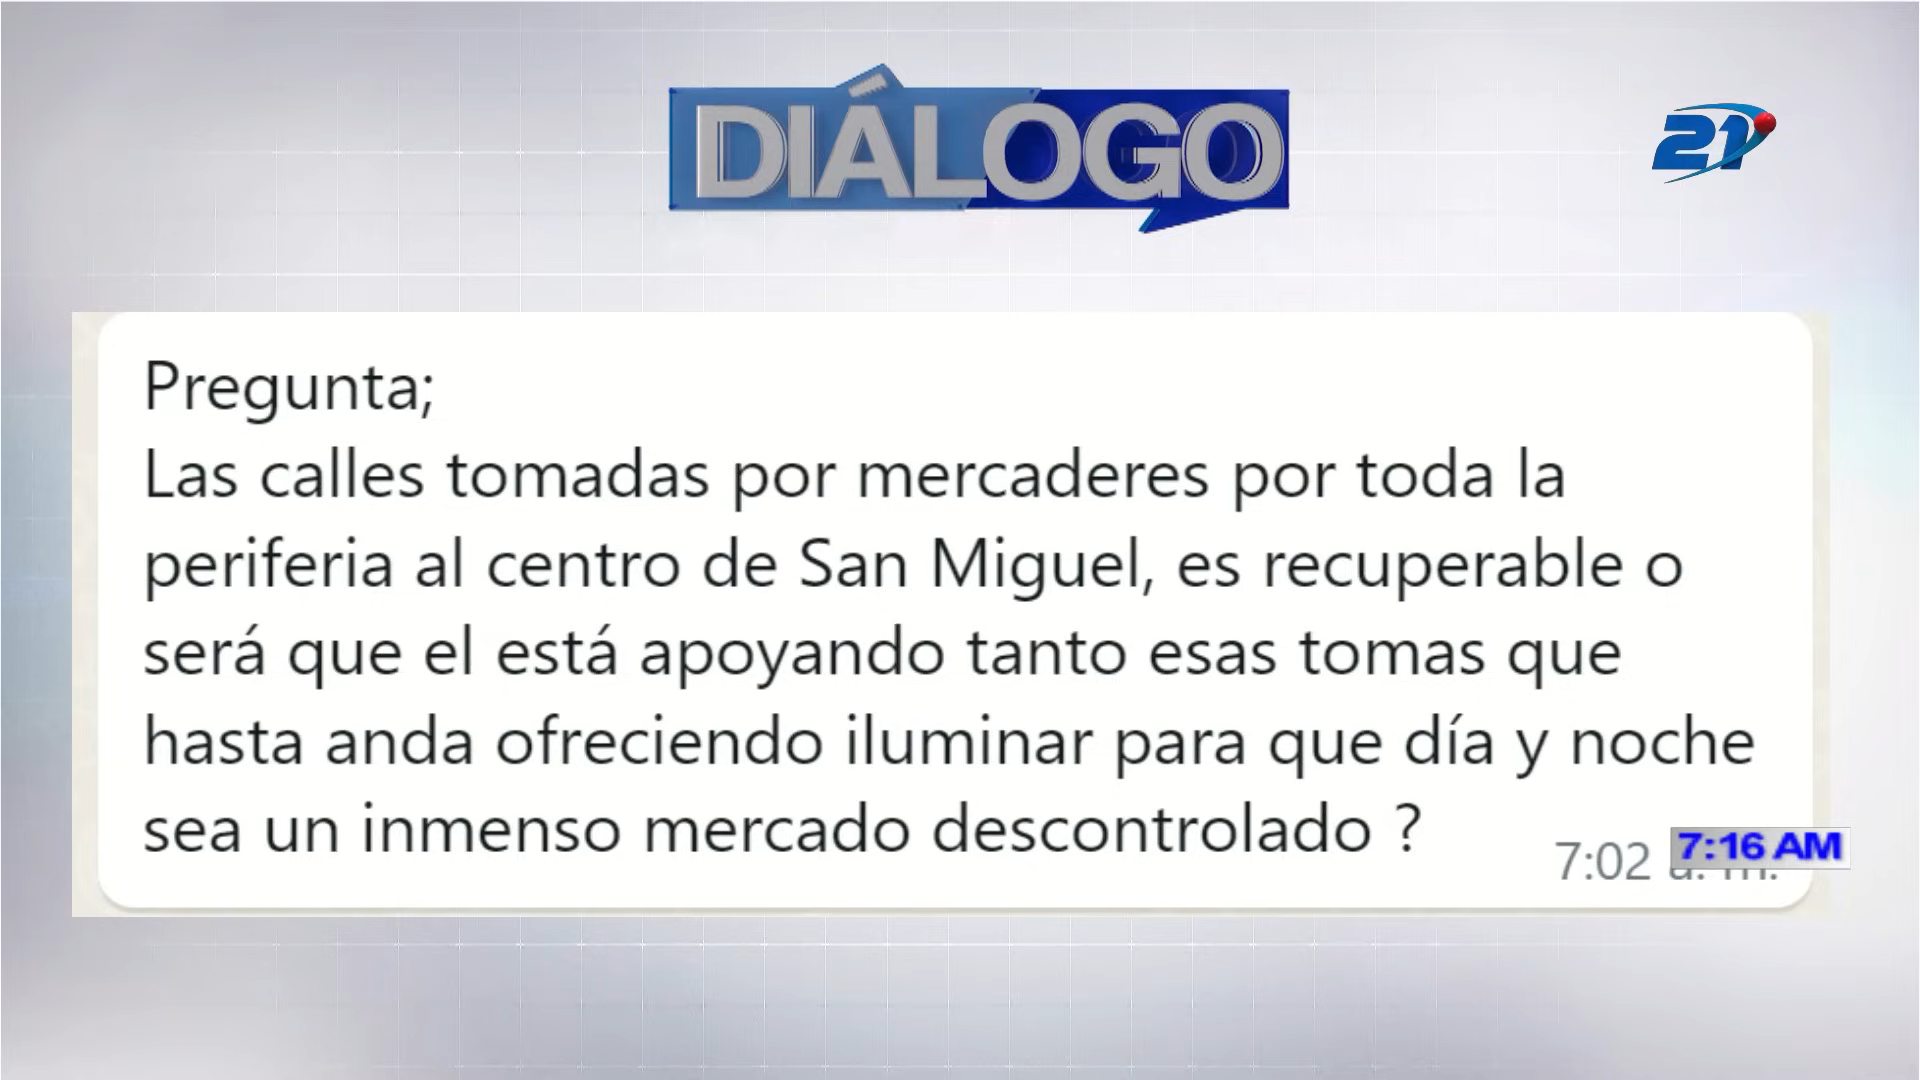 DIÁLOGO
21
Pregunta;
Las calles tomadas por mercaderes por toda la
periferia al centro de San Miguel, es recuperable o
será que el está apoyando tanto esas tomas que
hasta anda ofreciendo iluminar para que día y noche
sea un inmenso mercado descontrolado ?
7:02 a. m.
7:16 AM